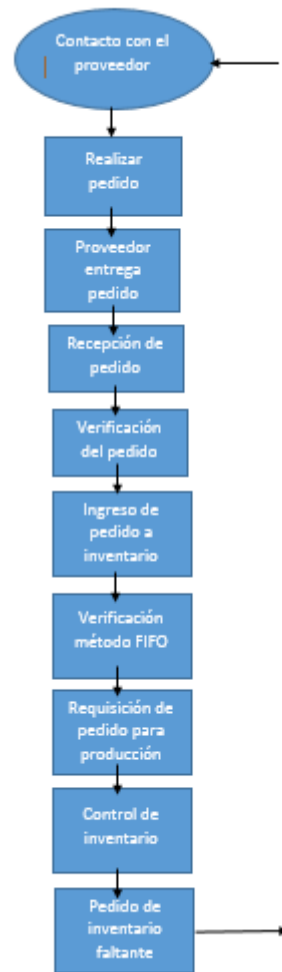 Contacto con el
proveedor
Realizar
pedido
Proveedor
entrega
pedido
Recepción de
pedido
Verificación
del pedido
Ingreso de
pedido a
inventario
Verificación
método FIFO
Requisición de
pedido para
producción
Control de
inventario
Pedido de
inventario
faltante